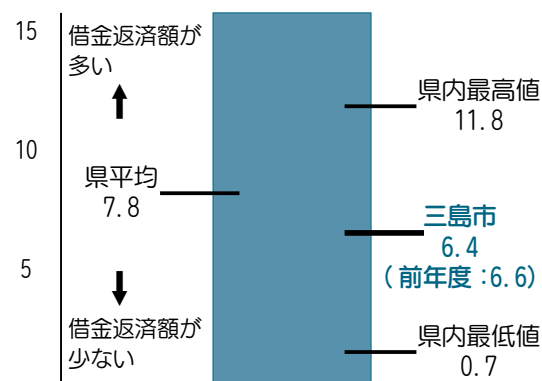 15
借金返済額が
多い
県内最高値
11.8
10
県平均
7.8
三島市
6.4
(前年度:6.6)
5
借金返済額が
少ない
県内最低値
0.7